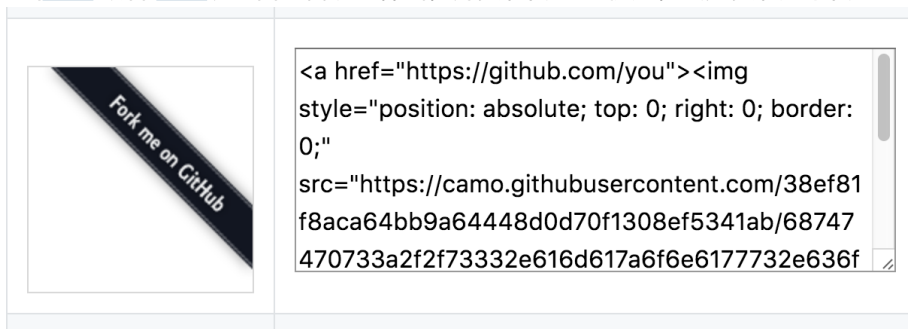 Fork me on GitHub
<a href="https://github.com/you"><img
style="position: absolute; top: 0; right: 0; border:
0;"
src="https://camo.githubusercontent.com/38ef81
f8aca64bb9a64448d0d70f1308ef5341ab/68747
470733a2f2f73332e616d617a6f6e6177732e636f